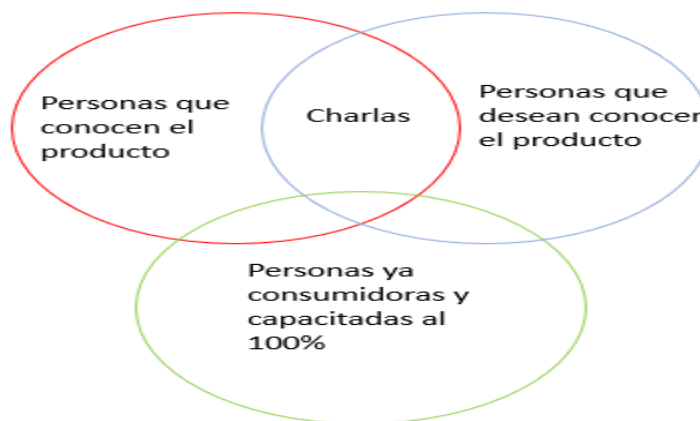 Personas que
conocen el
producto
Charlas
Personas que
desean conocer
el producto
Personas ya
consumidoras y
capacitadas al
100%